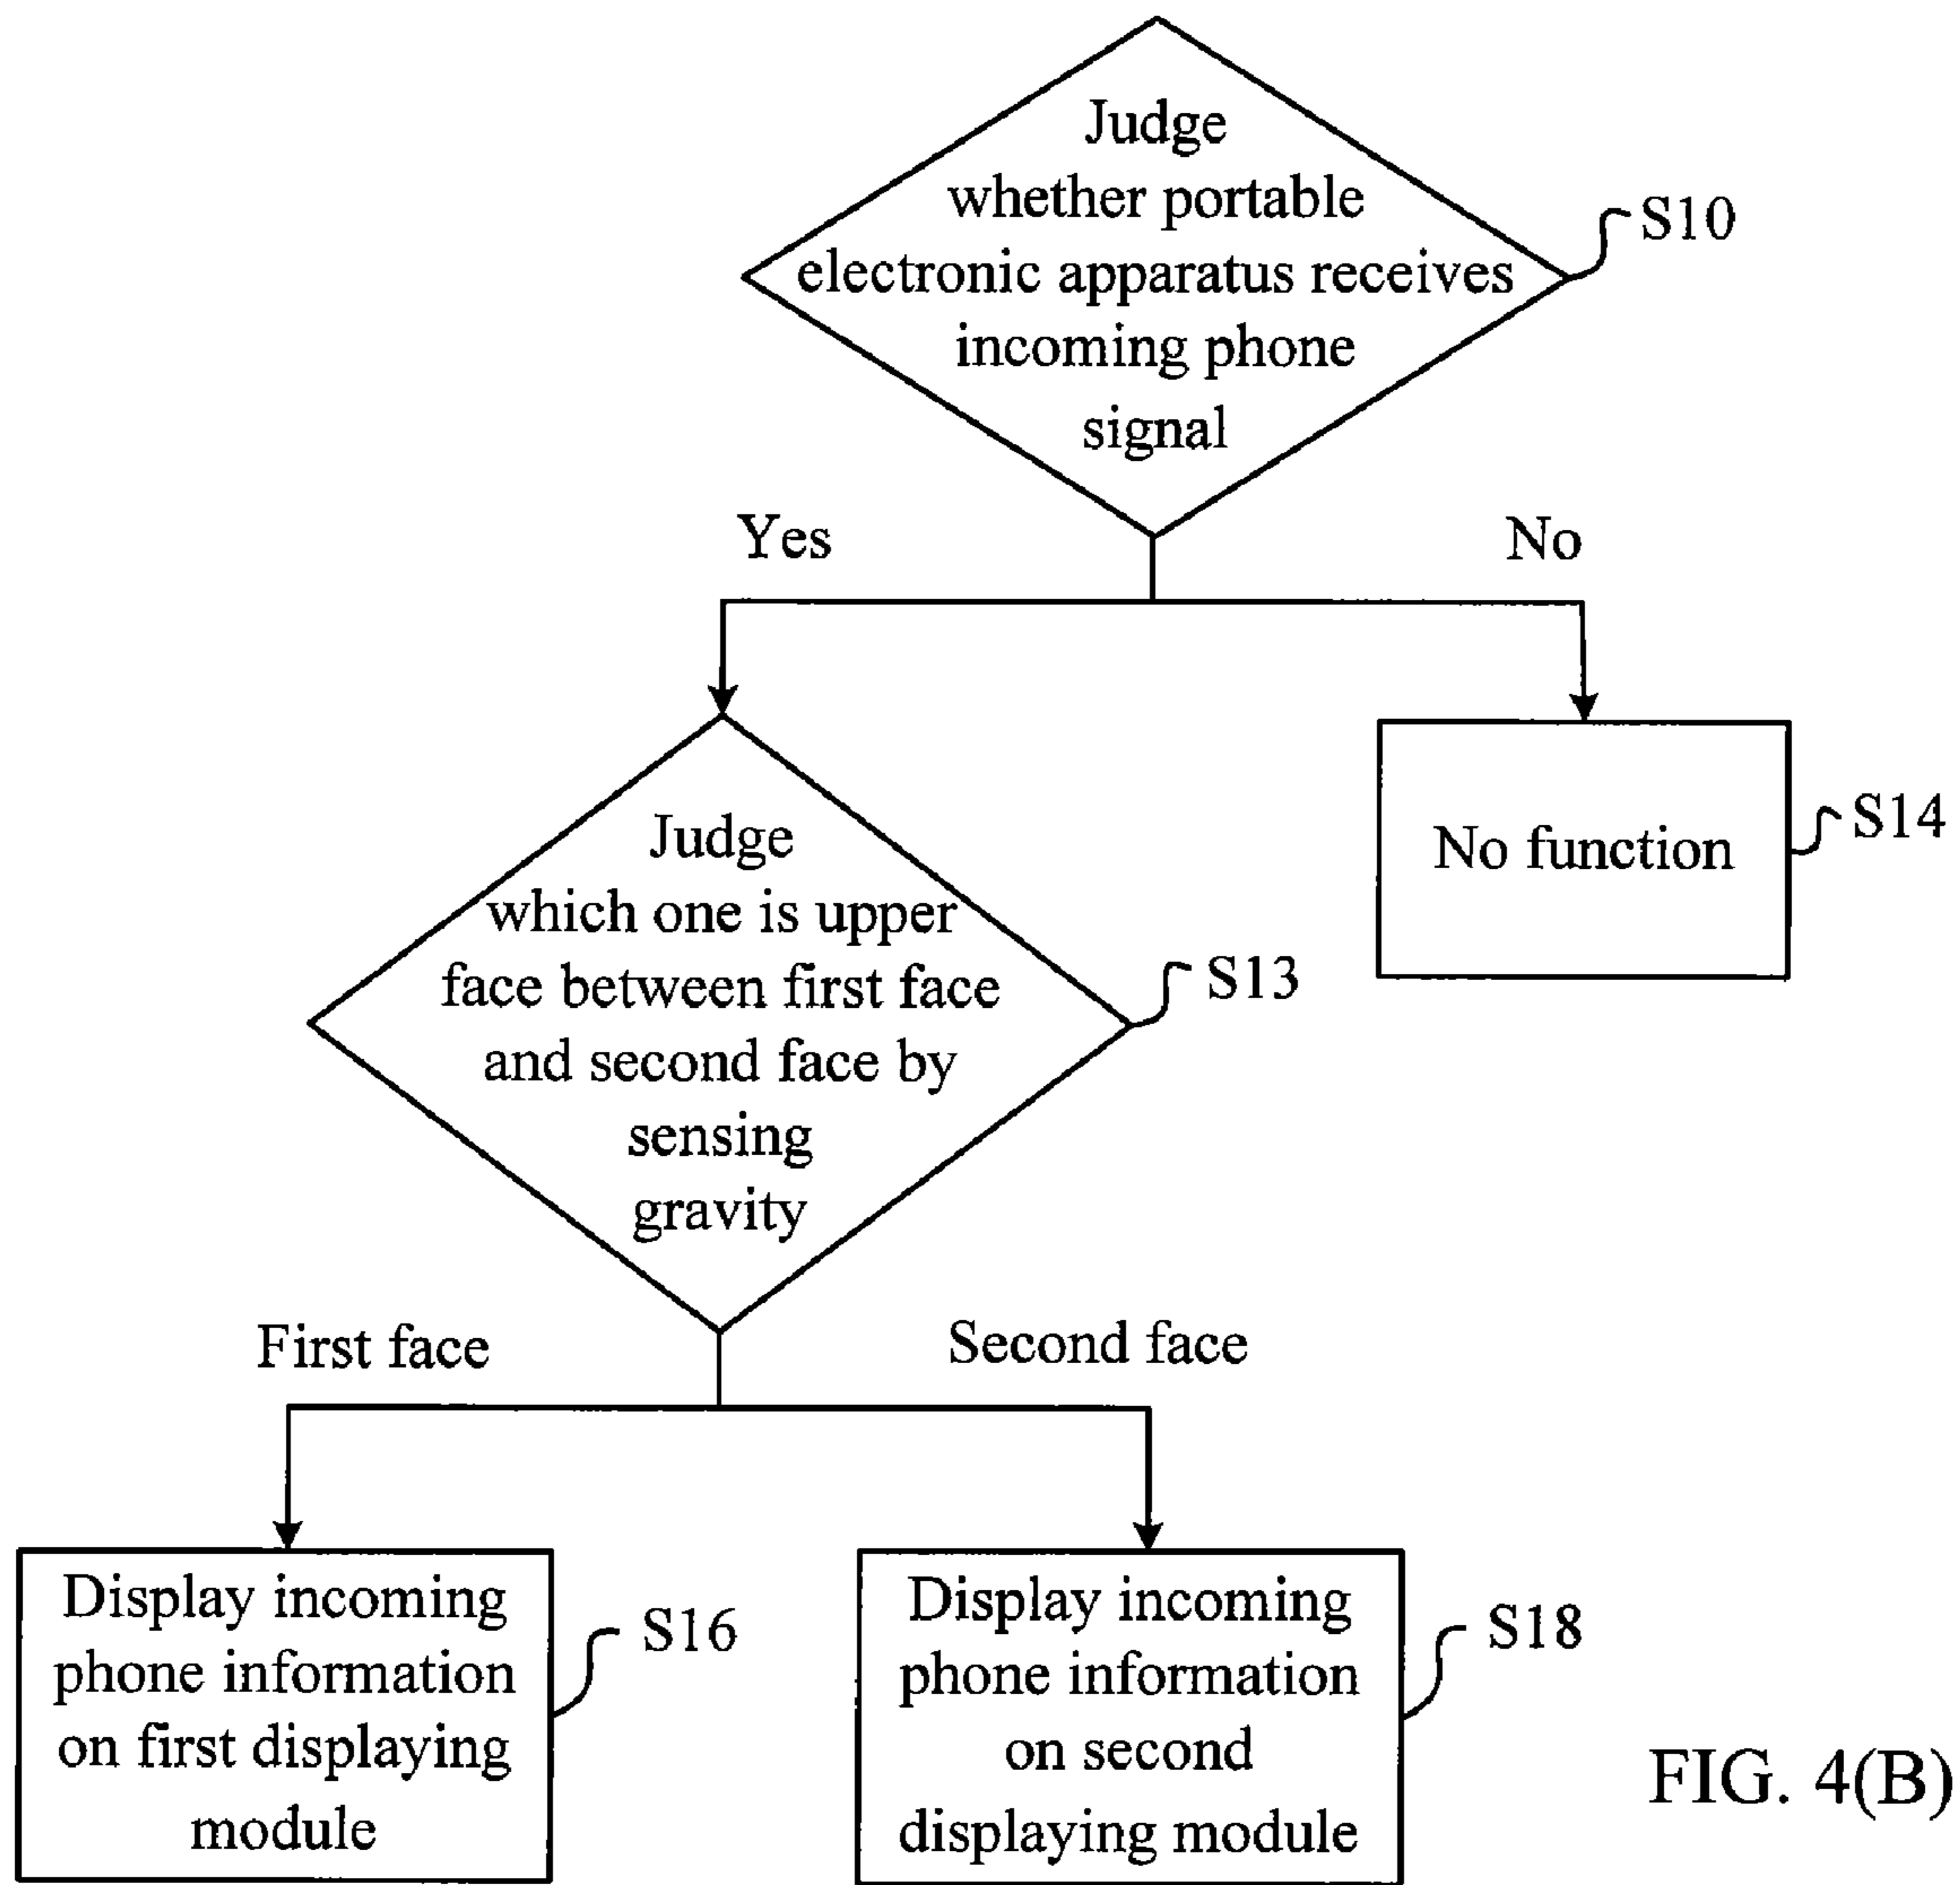 Judge
whether portable
electronic apparatus receives
incoming phone
signal
S10
Yes
No
Judge
which one is upper
face between first face
and second face by
sensing
gravity
S13
No function
S14
First face
Second face
Display incoming
phone information
on first displaying
module
S16
Display incoming
phone information
on second
displaying module
S18
FIG. 4(B)